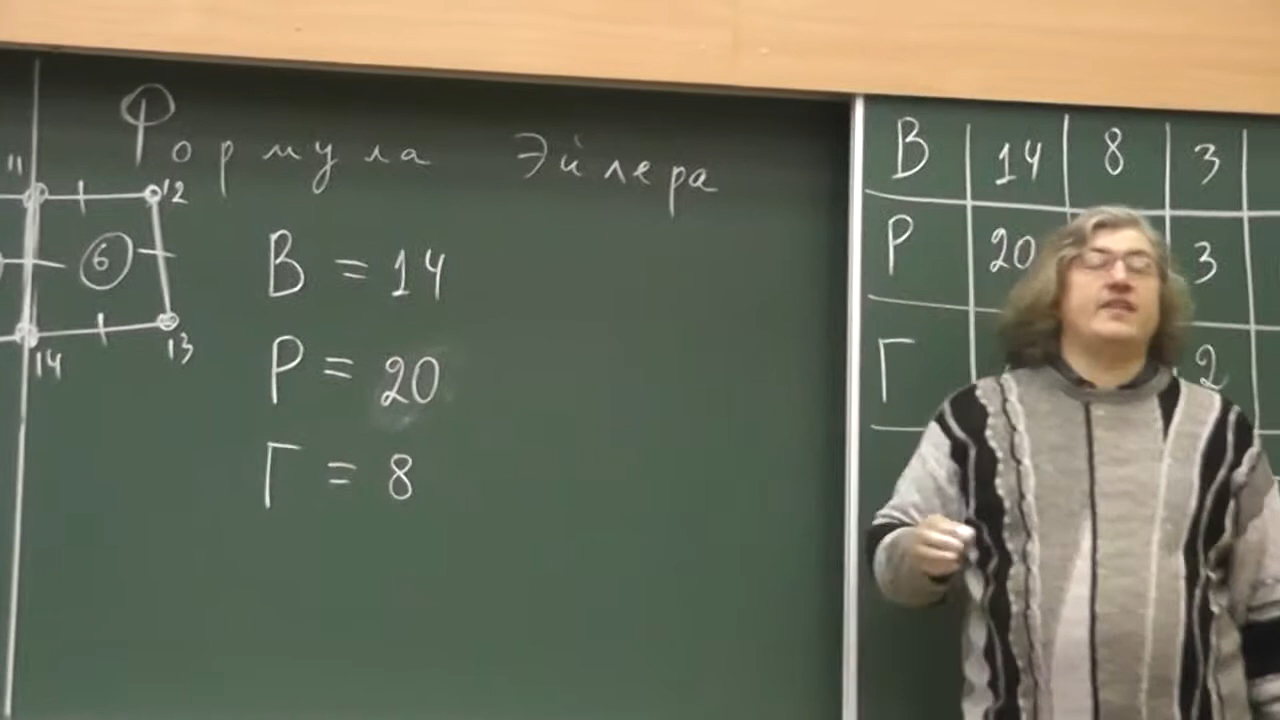 Формула Эйлера
11
12
6
14
13
В = 14
Р = 20
Г = 8
В 14 8 3
Р 20 3
Г 2